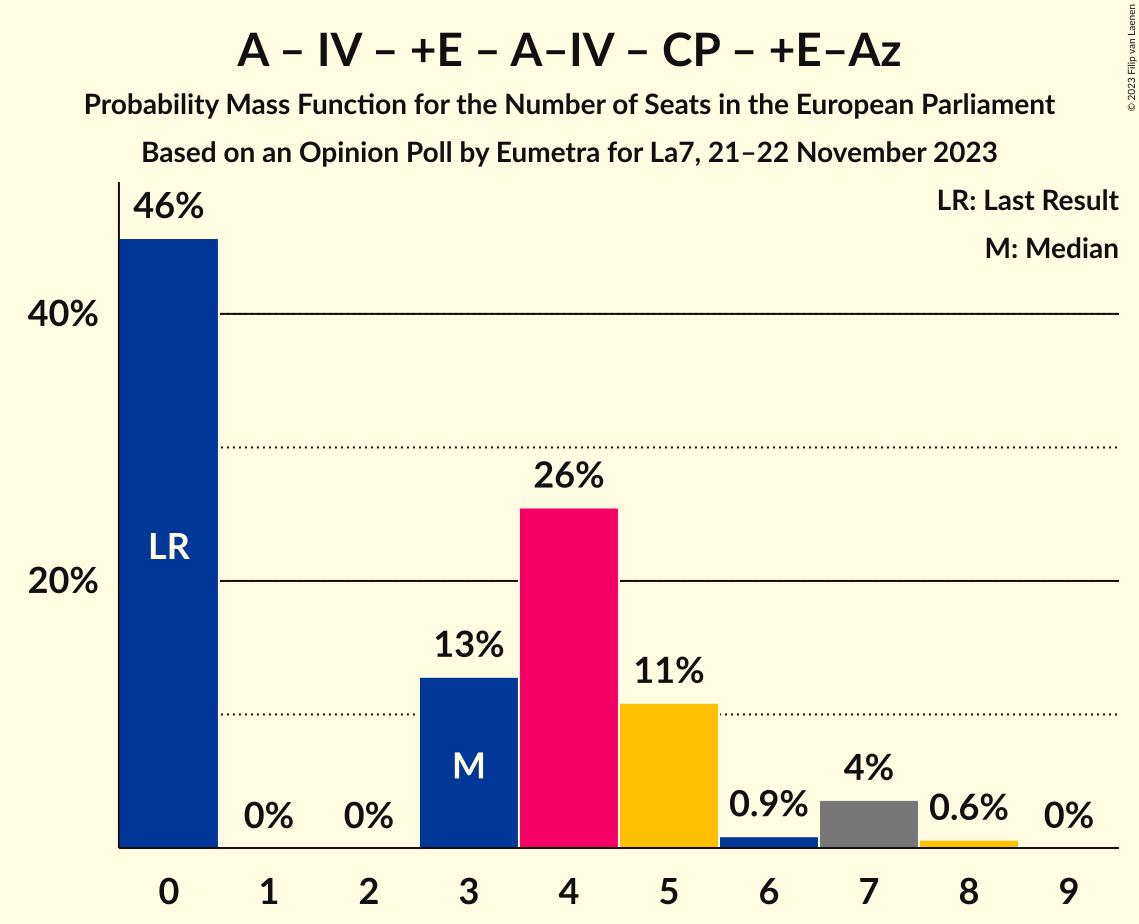 A – IV – +E – A–IV – CP – +E–Az
Probability Mass Function for the Number of Seats in the European Parliament
Based on an Opinion Poll by Eumetra for La7, 21–22 November 2023
© 2023 Filip van Laenen
LR: Last Result
M: Median
46%
40%
26%
20%
13%
11%
4%
0.9%
0.6%
0%
0%
0%
LR
M
0 1 2 3 4 5 6 7 8 9